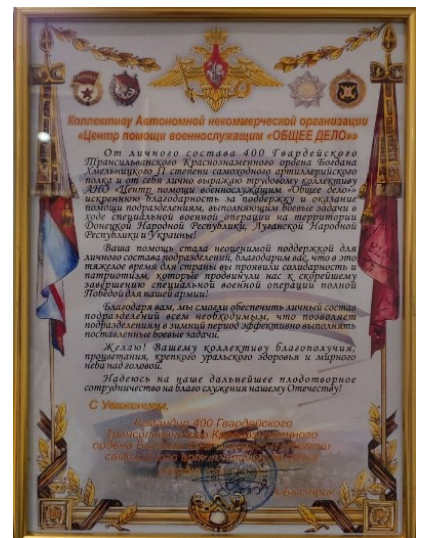 Коллективу Автономной некоммерческой организации
«Центр помощи военнослужащим «ОБЩЕЕ ДЕЛО»»
От личного состава 400 Гвардейского
Трансильванского Краснознаменного ордена Богдана
Хмельницкого II степени самоходного артиллерийского
полка и от себя лично выражаю трудовому коллективу
АНО «Центр помощи военнослужащим «Общее дело»
искреннюю благодарность за поддержку и оказание
помощи подразделениям, выполняющим боевые задачи в
ходе специальной военной операции на территории
Донецкой Народной Республики, Луганской Народной
Республики и Украины!
Ваша помощь стала неоценимой поддержкой для
личного состава подразделений, благодарим вас, что в это
тяжелое время для страны вы проявили солидарность и
патриотизм, которые продвинули нас к скорейшему
завершению специальной военной операции полной
Победой для нашей армии!
Благодаря вам, мы смогли обеспечить личный состав
подразделений всем необходимым, что позволяет
подразделениям в зимний период эффективно выполнять
поставленные боевые задачи.
Желаю! Вашему коллективу благополучия,
процветания, крепкого уральского здоровья и мирного
неба над головой.
Надеюсь на наше дальнейшее плодотворное
сотрудничество на благо служения нашему Отечеству!
С Уважением,
Командир 400 Гвардейского
Трансильванского Краснознаменного
ордена